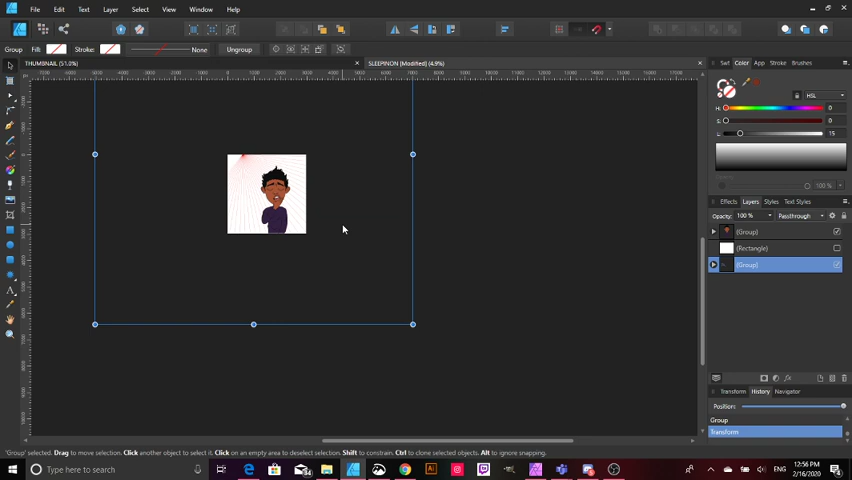 File Edit Text Layer Select View Window Help
Group Fill: Stroke: None Ungroup
THUMBNAIL (51.0%) × SLEEPINON [Modified] (4.9%) ×
Swt Color App Stroke Brushes
HSL
H: 0
S: 0
L: 15
Opacity 100 %
Effects Layers Styles Text Styles
Opacity: 100 % Passthrough
(Group)
(Rectangle)
(Group)
Transform History Navigator
Position:
Group
Transform
'Group' selected. Drag to move selection. Click another object to select it. Click on an empty area to deselect selection. Shift to constrain. Ctrl to clone selected objects. Alt to ignore snapping.
Type here to search
ENG
12:56 PM
2/16/2020